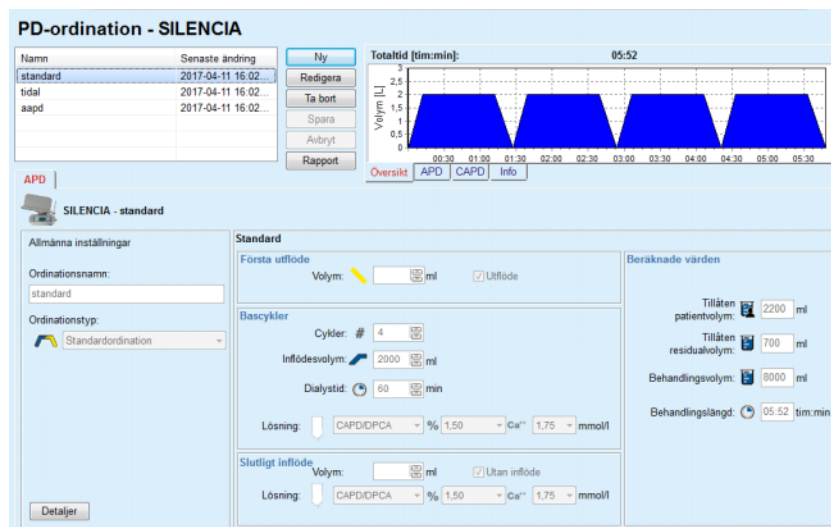 PD-ordination - SILENCIA
Namn Senaste ändring
standard 2017-04-11 16:02...
tidal 2017-04-11 16:02...
aapd 2017-04-11 16:02...
Ny
Redigera
Ta bort
Spara
Avbryt
Rapport
Totaltid [tim:min]: 05:52
Volym [L]
3
2,5
2
1,5
1
0,5
0
00:30 01:00 01:30 02:00 02:30 03:00 03:30 04:00 04:30 05:00 05:30
Översikt APD CAPD Info
APD
SILENCIA - standard
Allmänna inställningar
Ordinationsnamn:
standard
Ordinationstyp:
Standardordination
Detaljer
Standard
Första utflöde
Volym: ml Utflöde
Bascykler
Cykler: # 4
Inflödesvolym: 2000 ml
Dialystid: 60 min
Lösning: CAPD/DPCA % 1,50 Ca⁺⁺ 1,75 mmol/l
Slutligt inflöde
Volym: ml Utan inflöde
Lösning: CAPD/DPCA % 1,50 Ca⁺⁺ 1,75 mmol/l
Beräknade värden
Tillåten
patientvolym: 2200 ml
Tillåten
residualvolym: 700 ml
Behandlingsvolym: 8000 ml
Behandlingslängd: 05:52 tim:min